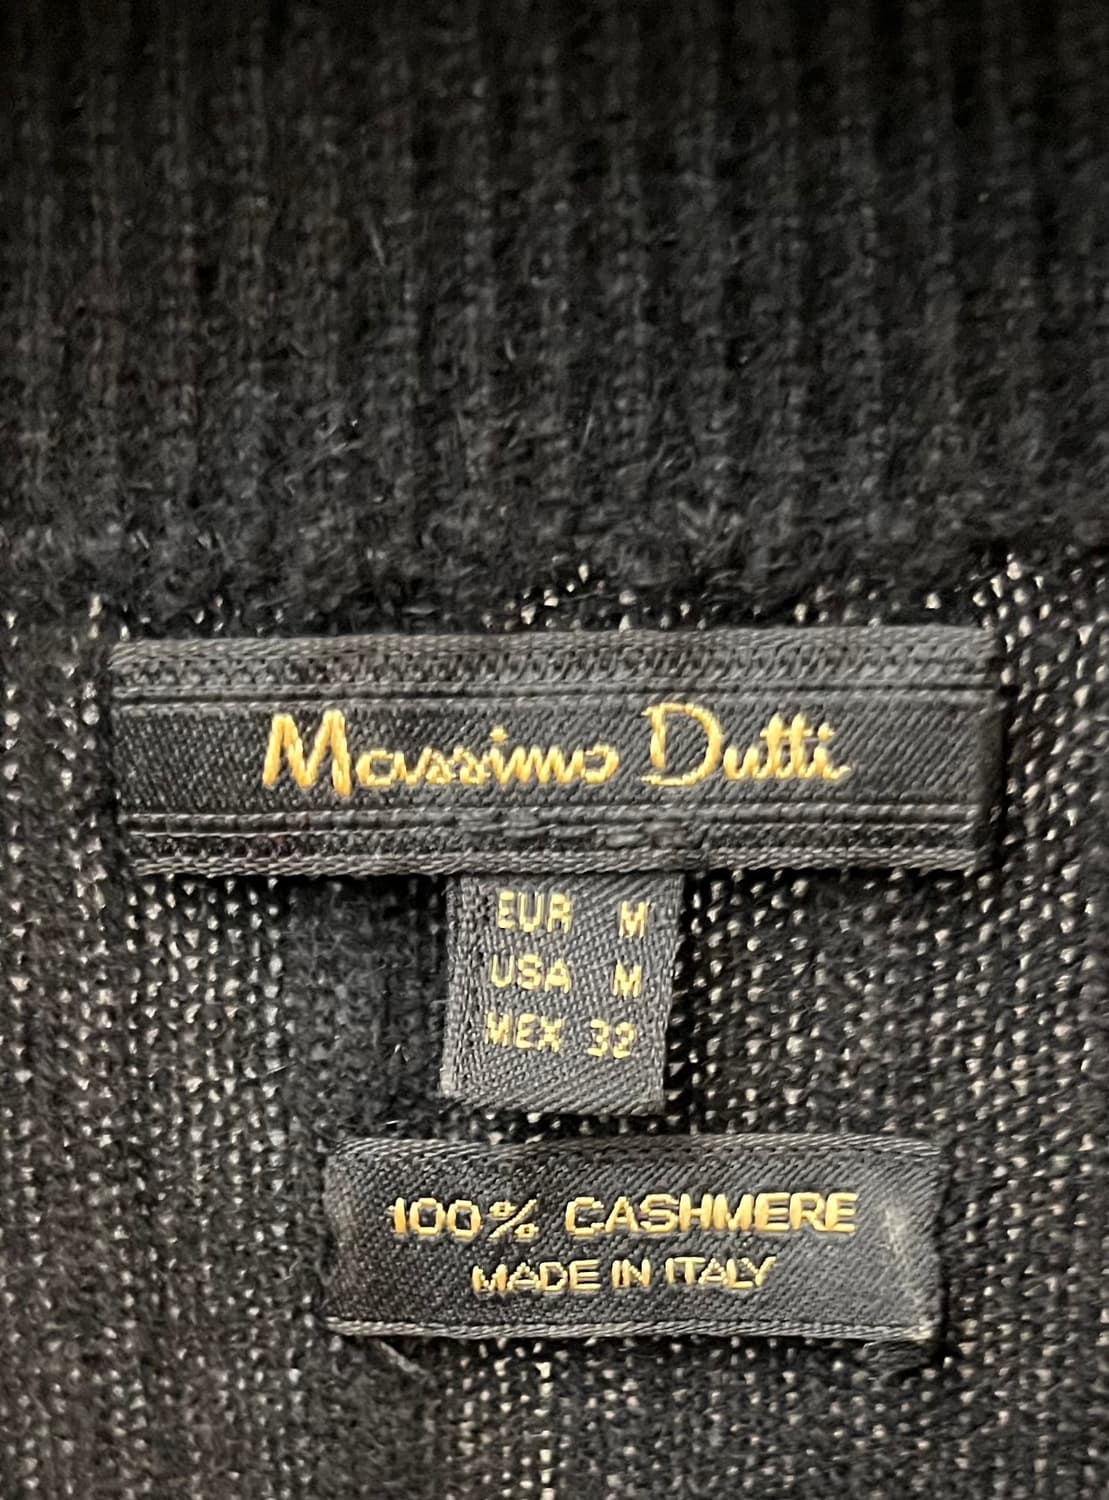 Massimo Dutti
EUR M
USA M
MEX 32
100% CASHMERE
MADE IN ITALY